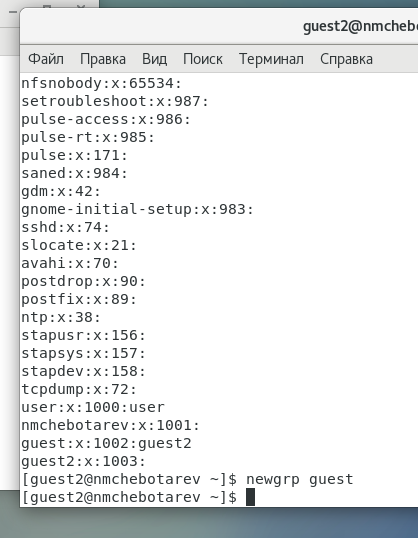 guest2@nmchebo
Файл Правка Вид Поиск Терминал Справка
nfsnobody:x:65534:
setroubleshoot:x:987:
pulse-access:x:986:
pulse-rt:x:985:
pulse:x:171:
saned:x:984:
gdm:x:42:
gnome-initial-setup:x:983:
sshd:x:74:
slocate:x:21:
avahi:x:70:
postdrop:x:90:
postfix:x:89:
ntp:x:38:
stapusr:x:156:
stapsys:x:157:
stapdev:x:158:
tcpdump:x:72:
user:x:1000:user
nmchebotarev:x:1001:
guest:x:1002:guest2
guest2:x:1003:
[guest2@nmchebotarev ~]$ newgrp guest
[guest2@nmchebotarev ~]$